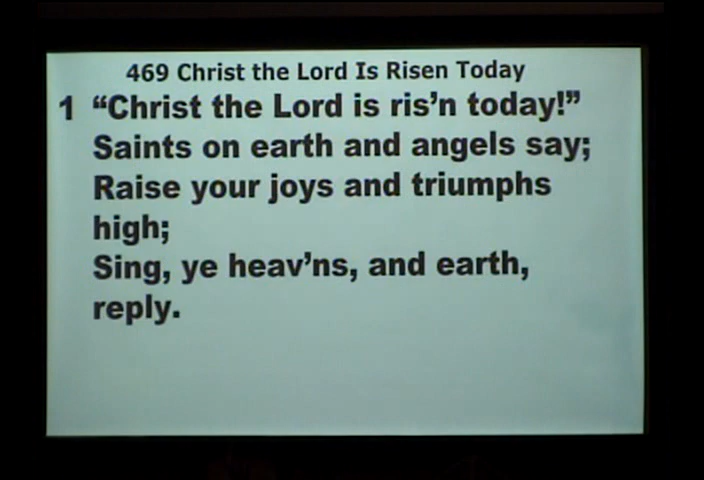 469 Christ the Lord Is Risen Today
1 “Christ the Lord is ris’n today!”
Saints on earth and angels say;
Raise your joys and triumphs
high;
Sing, ye heav’ns, and earth,
reply.